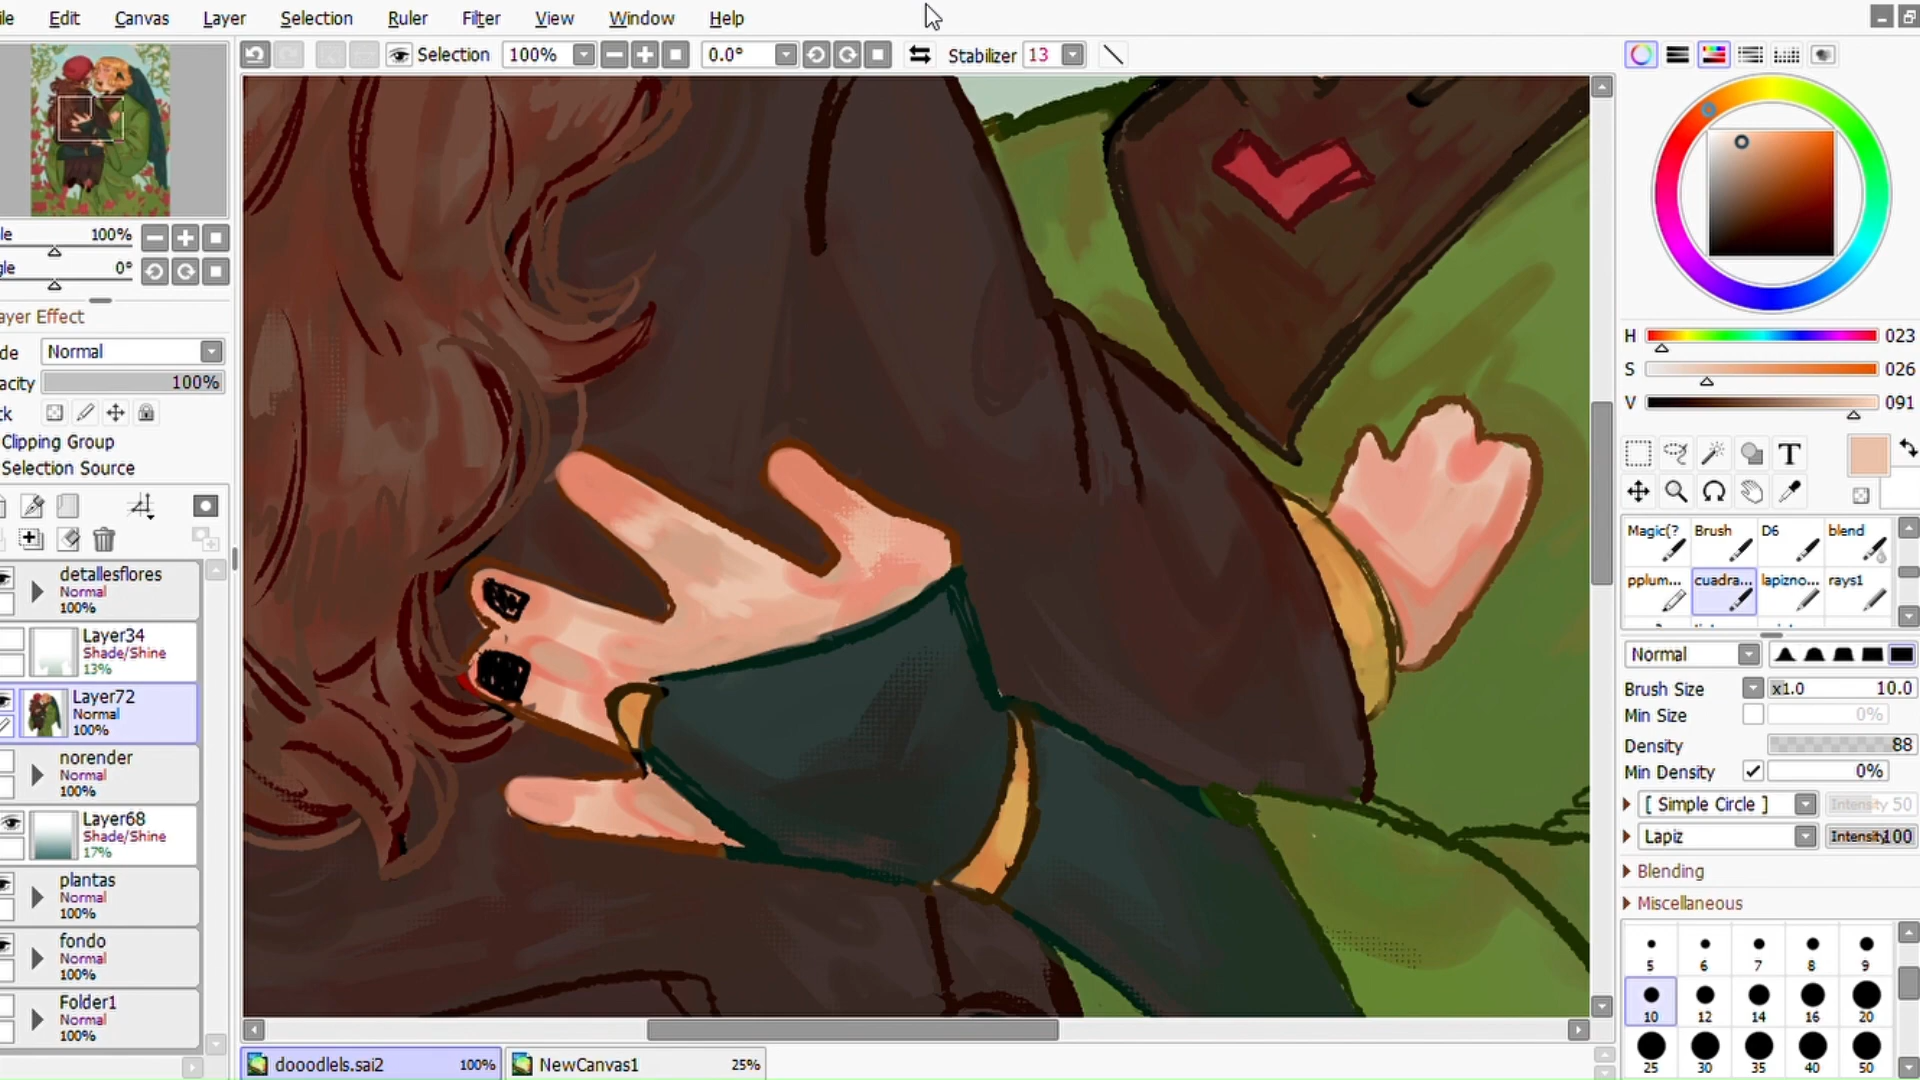 ile Edit Canvas Layer Selection Ruler Filter View Window Help
Selection 100% 0.0° Stabilizer 13
le 100%
gle 0°
ayer Effect
de Normal
acity 100%
ck
Clipping Group
Selection Source
detallesflores
Normal
100%
Layer34
Shade/Shine
13%
Layer72
Normal
100%
norender
Normal
100%
Layer68
Shade/Shine
17%
plantas
Normal
100%
fondo
Normal
100%
Folder1
Normal
100%
dooodlels.sai2 100%
NewCanvas1 25%
H 023
S 026
V 091
T
Magic(? Brush D6 blend
pplum... cuadra... lapizno... rays1
Normal
Brush Size x1.0 10.0
Min Size 0%
Density 88
Min Density 0%
[ Simple Circle ] Intensity 50
Lapiz Intensity 100
Blending
Miscellaneous
5 6 7 8 9
10 12 14 16 20
25 30 35 40 50